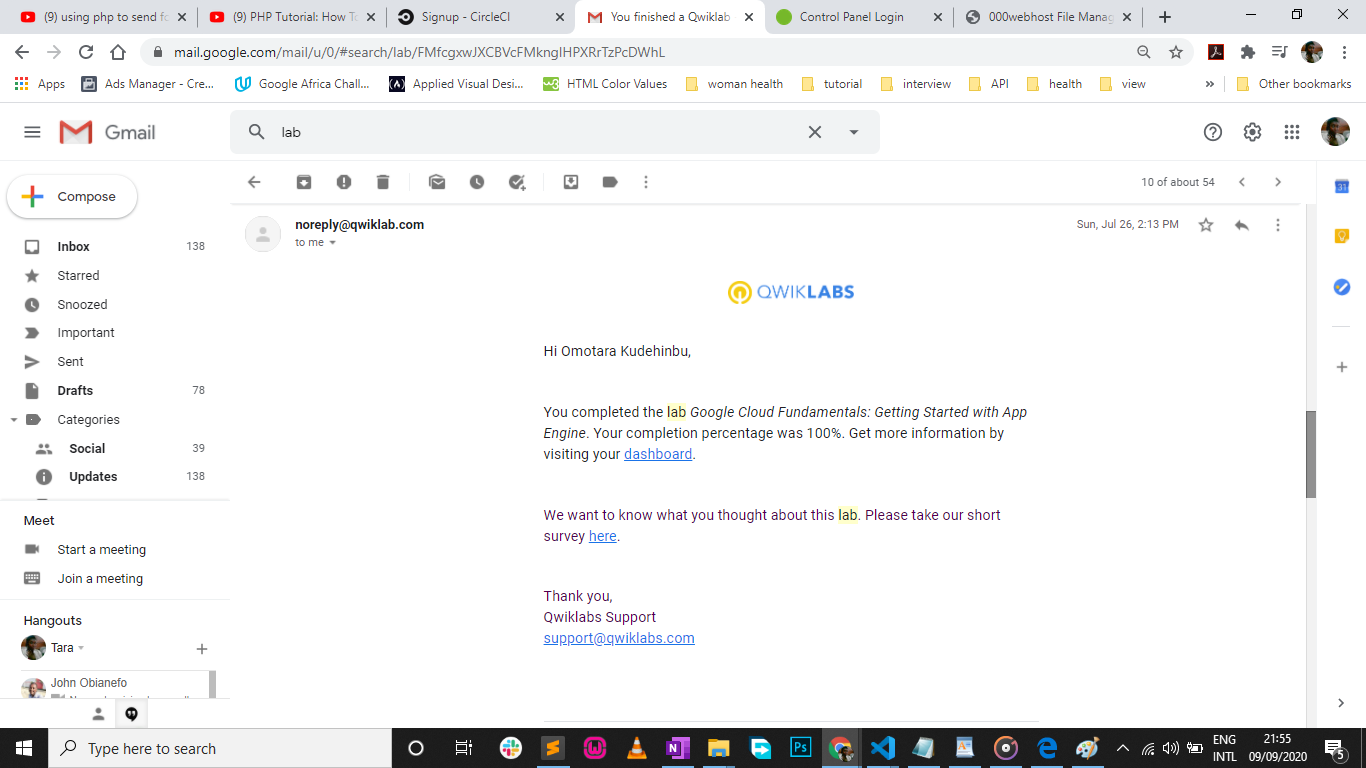 (9) using php to send fo
(9) PHP Tutorial: How To
Signup - CircleCI
You finished a Qwiklab
Control Panel Login
000webhost File Manag
mail.google.com/mail/u/0/#search/lab/FMfcgxwJXCBVcFMknglHPXRrTzPcDWhL
Apps
Ads Manager - Cre...
Google Africa Chall...
Applied Visual Desi...
HTML Color Values
woman health
tutorial
interview
API
health
view
»
Other bookmarks
Gmail
lab
Compose
10 of about 54
Inbox 138
Starred
Snoozed
Important
Sent
Drafts 78
Categories
Social 39
Updates 138
Meet
Start a meeting
Join a meeting
Hangouts
Tara
John Obianefo
noreply@qwiklab.com
to me
Sun, Jul 26, 2:13 PM
QWIKLABS
Hi Omotara Kudehinbu,
You completed the lab Google Cloud Fundamentals: Getting Started with App
Engine. Your completion percentage was 100%. Get more information by
visiting your dashboard.
We want to know what you thought about this lab. Please take our short
survey here.
Thank you,
Qwiklabs Support
support@qwiklabs.com
31
Type here to search
Ps
ENG
INTL
21:55
09/09/2020
5